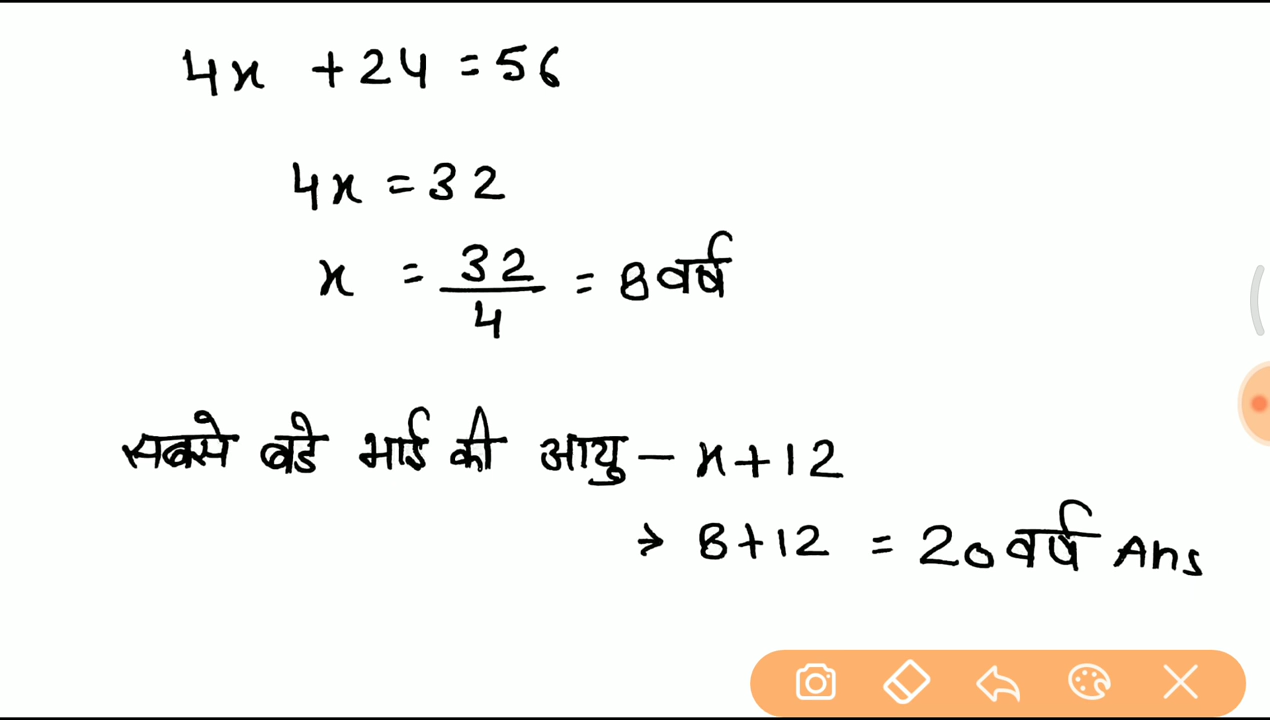 4x + 24 = 56
4x = 32
x = 32/4 = 8 वर्ष
सबसे बडे भाई की आयु - x + 12
→ 8 + 12 = 20 वर्ष Ans